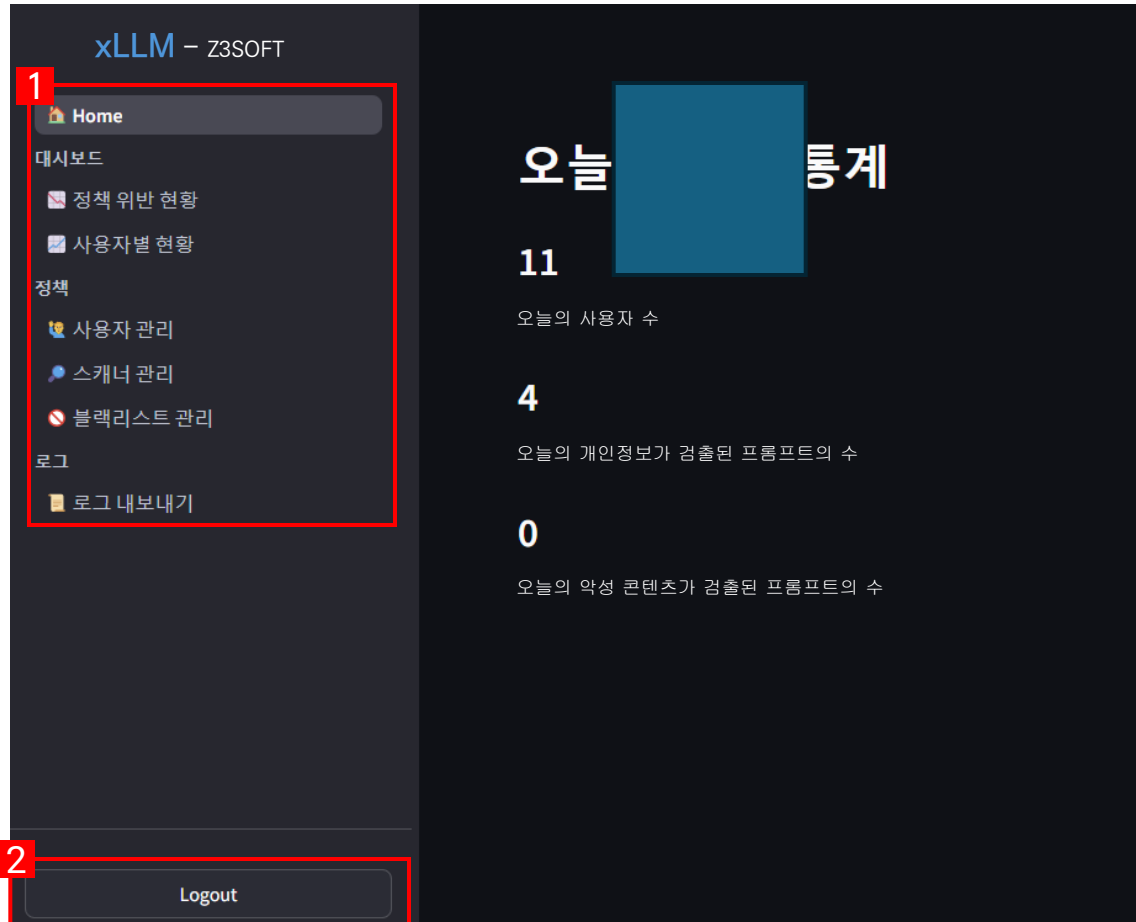 xLLM – Z3SOFT
1
Home
대시보드
정책 위반 현황
사용자별 현황
정책
사용자 관리
스캐너 관리
블랙리스트 관리
로그
로그 내보내기
2
Logout
오늘 통계
11
오늘의 사용자 수
4
오늘의 개인정보가 검출된 프롬프트의 수
0
오늘의 악성 콘텐츠가 검출된 프롬프트의 수